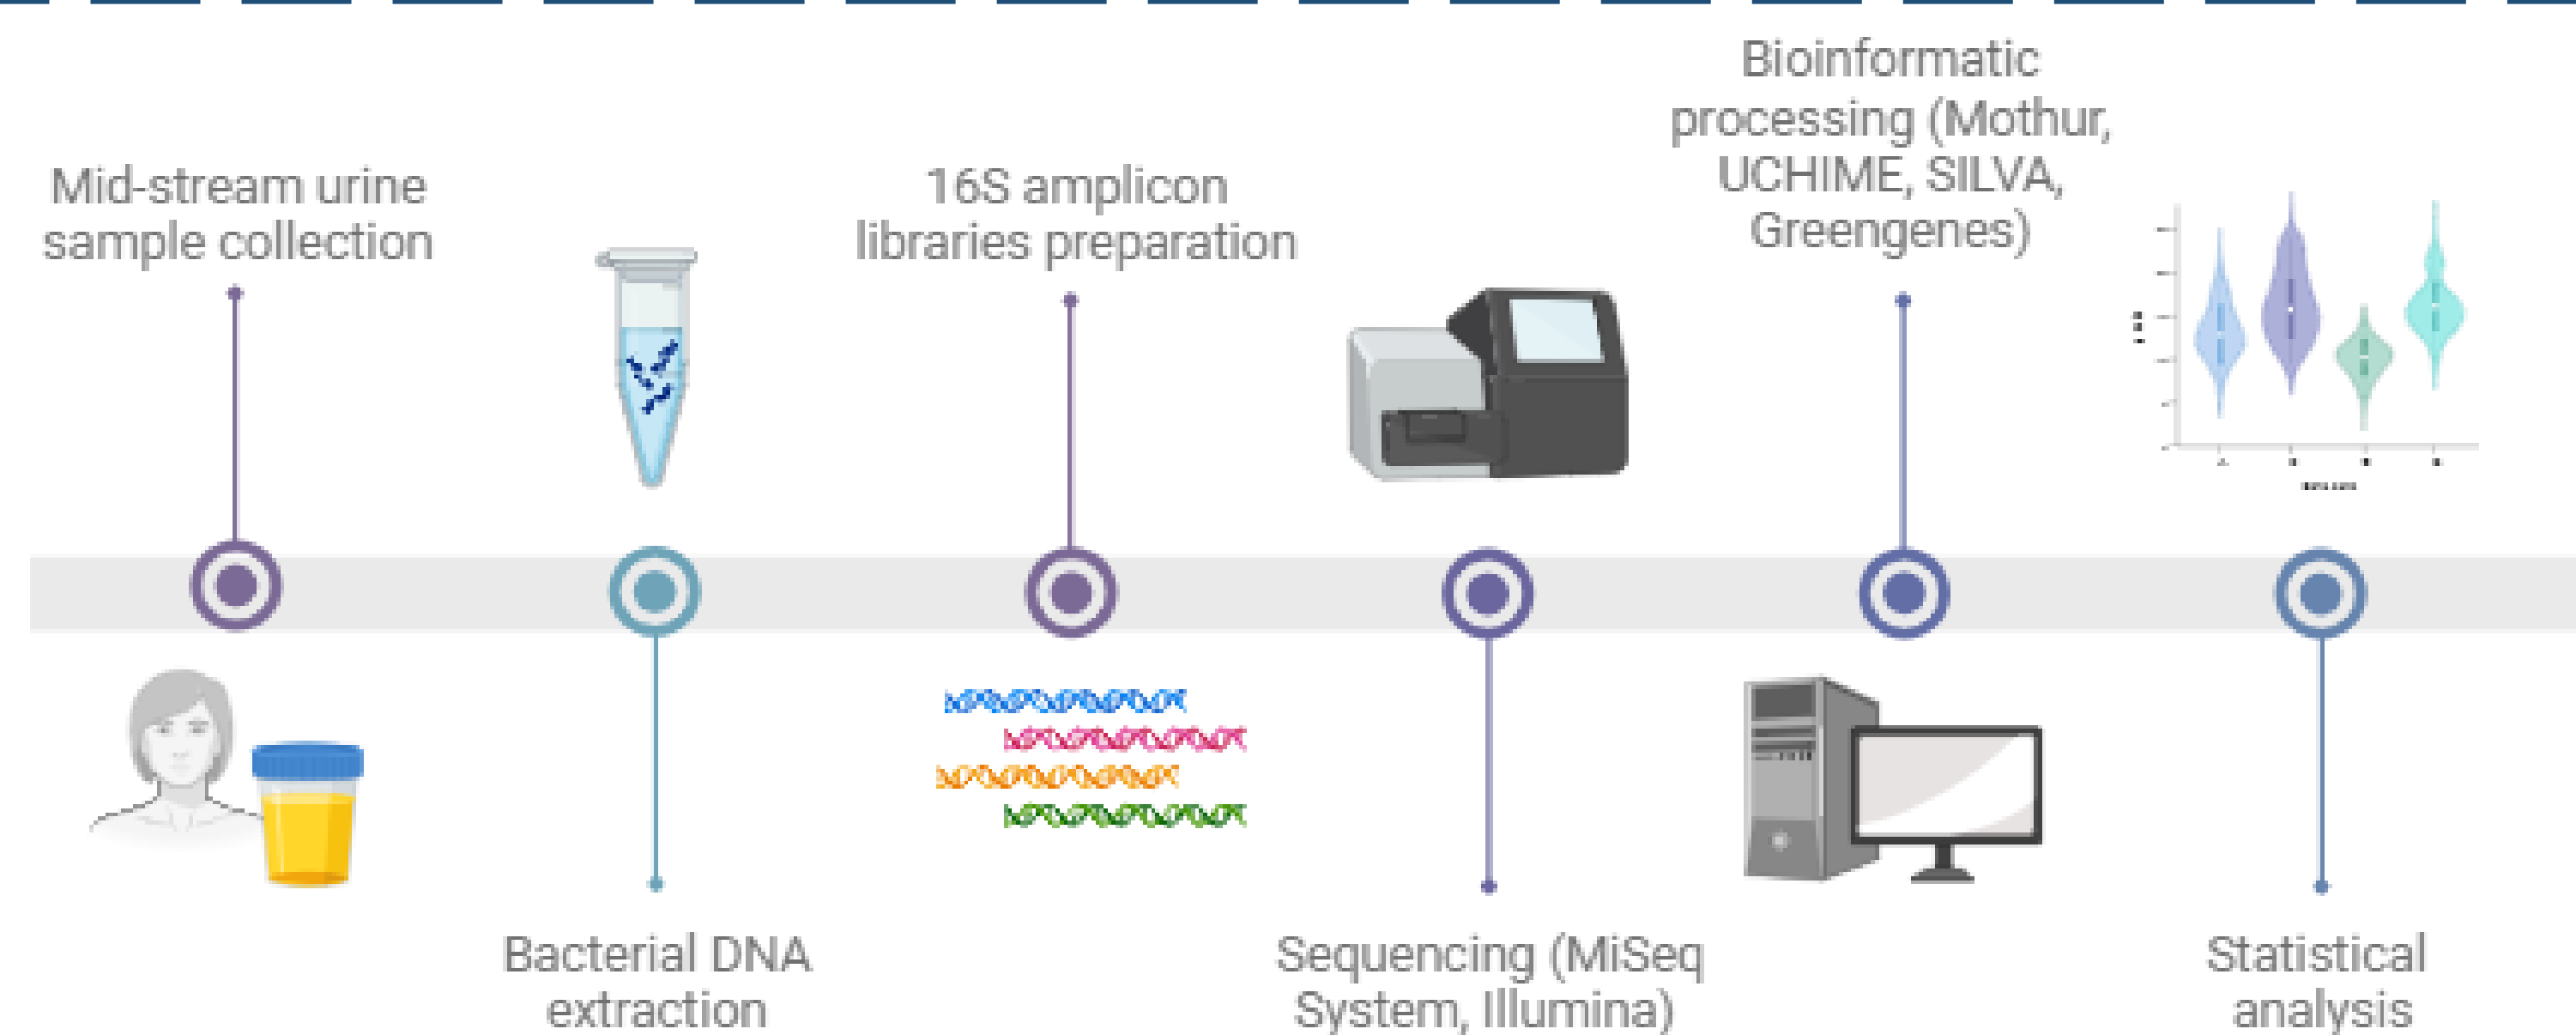 Mid-stream urine
sample collection
Bacterial DNA
extraction
16S amplicon
libraries preparation
Sequencing (MiSeq
System, Illumina)
Bioinformatic
processing (Mothur,
UCHIME, SILVA,
Greengenes)
Statistical
analysis